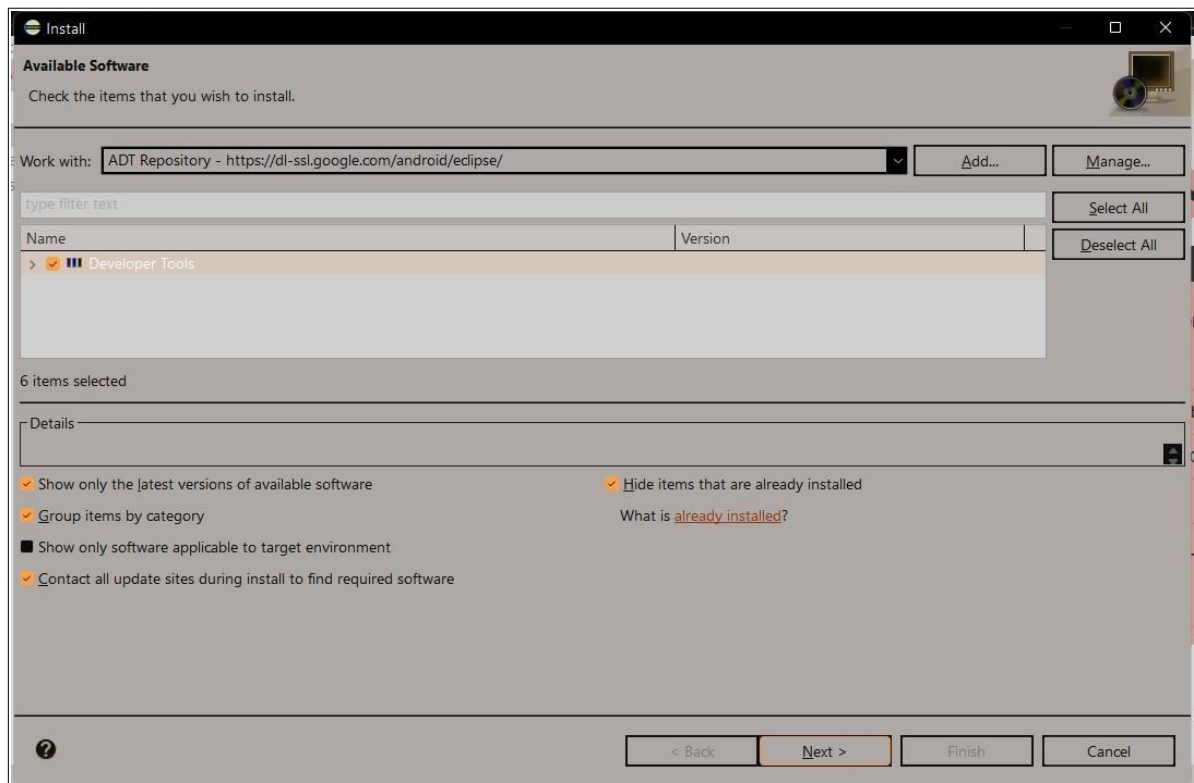 Install
Available Software
Check the items that you wish to install.
Work with: ADT Repository - https://dl-ssl.google.com/android/eclipse/ Add... Manage...
type filter text Select All
Name Version Deselect All
Developer Tools
6 items selected
Details
Show only the latest versions of available software Hide items that are already installed
Group items by category What is already installed?
Show only software applicable to target environment
Contact all update sites during install to find required software
< Back Next > Finish Cancel